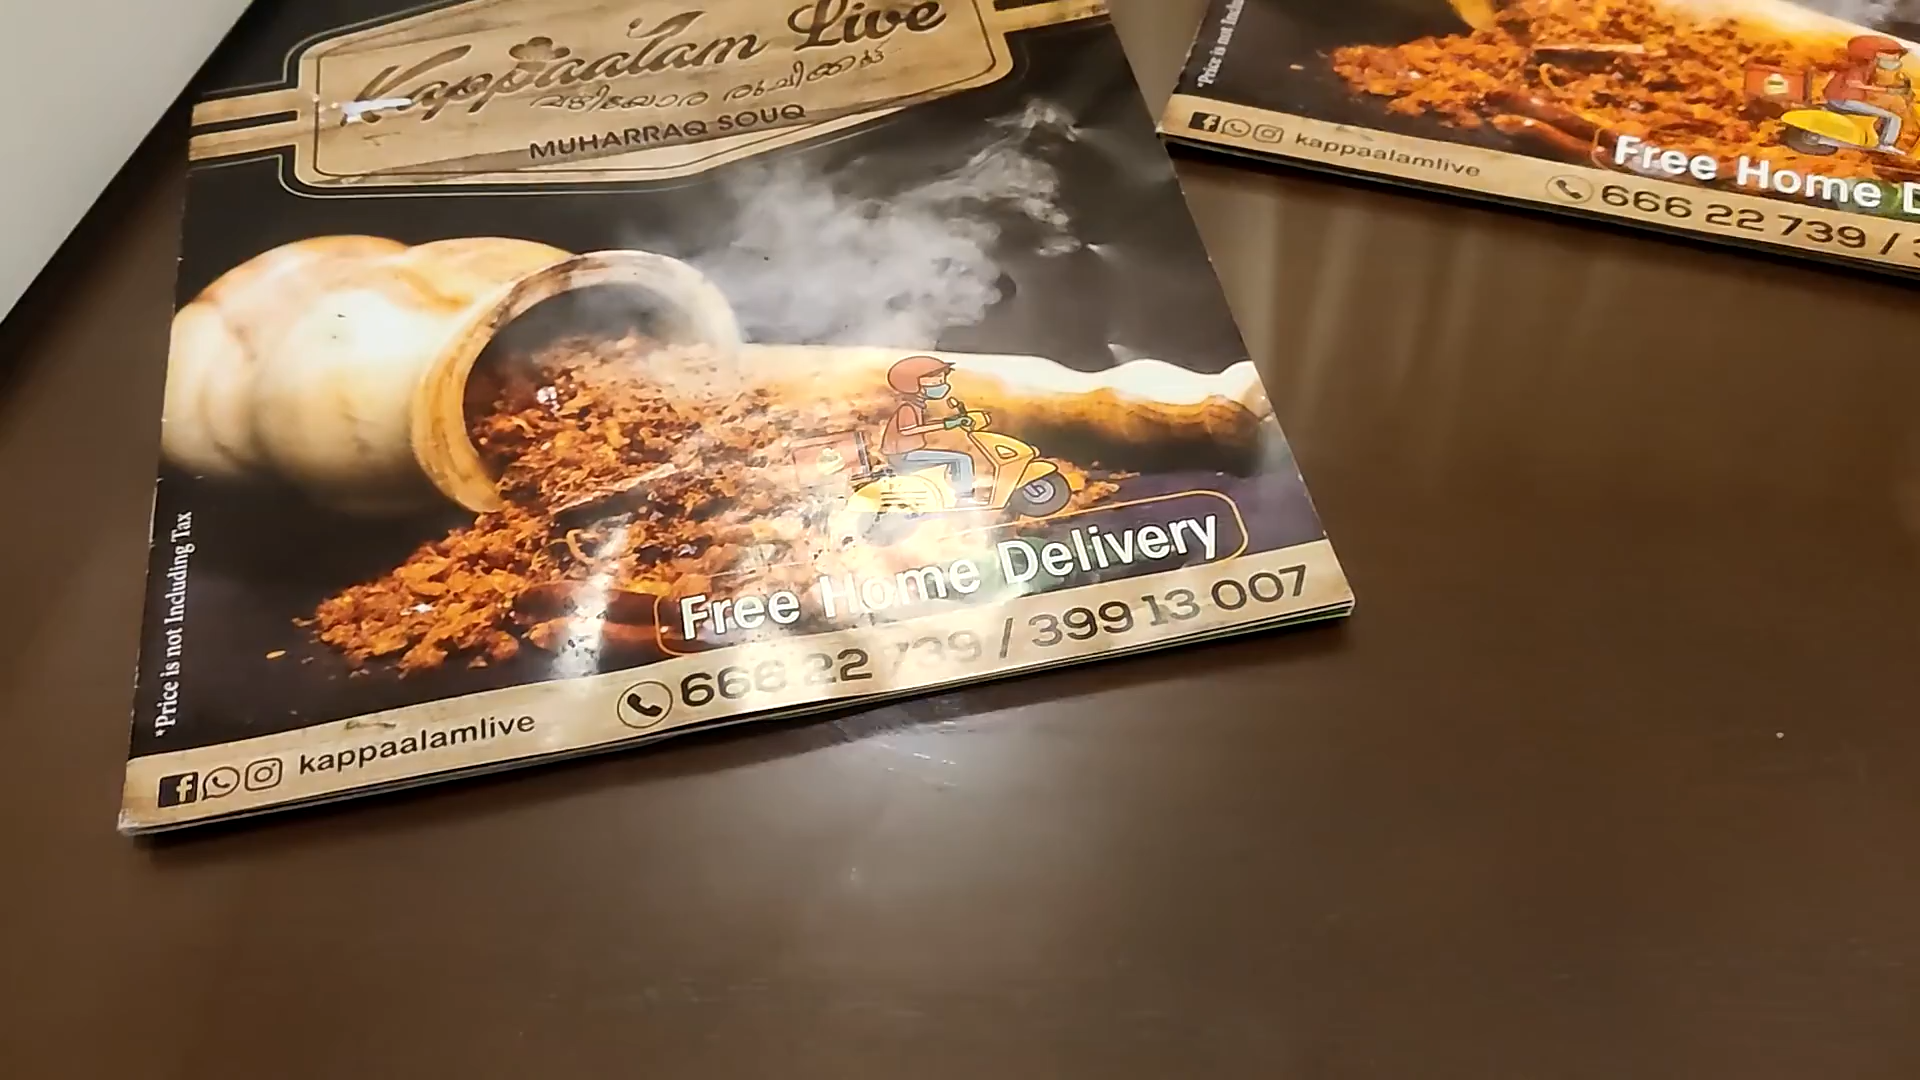 Kappaalam Live
വഴിയോര രുചിക്കൂട്ട്
MUHARRAQ SOUQ
*Price is not Including Tax
Free Home Delivery
666 22 739 / 399 13 007
kappaalamlive
*Price is not
Free Home
kappaalamlive
666 22 739 /